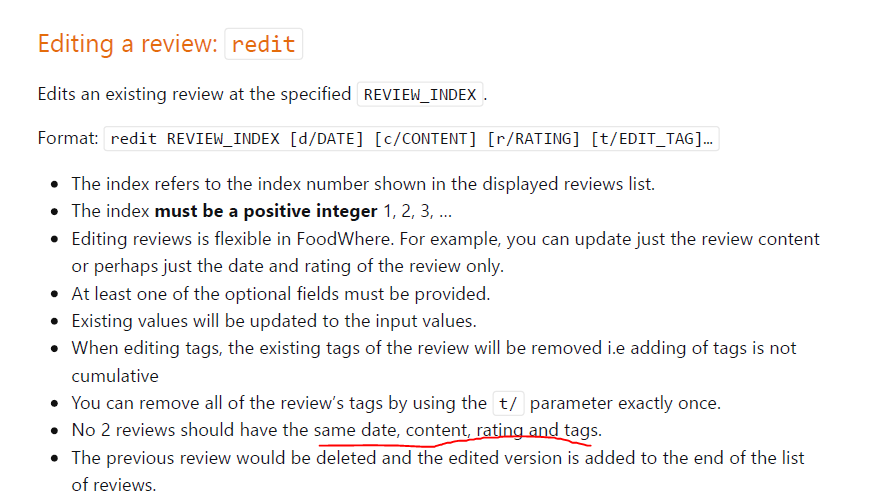 Editing a review: redit
Edits an existing review at the specified REVIEW_INDEX.
Format: redit REVIEW_INDEX [d/DATE] [c/CONTENT] [r/RATING] [t/EDIT_TAG]…
• The index refers to the index number shown in the displayed reviews list.
• The index must be a positive integer 1, 2, 3, …
• Editing reviews is flexible in FoodWhere. For example, you can update just the review content
or perhaps just the date and rating of the review only.
• At least one of the optional fields must be provided.
• Existing values will be updated to the input values.
• When editing tags, the existing tags of the review will be removed i.e adding of tags is not
cumulative
• You can remove all of the review’s tags by using the t/ parameter exactly once.
• No 2 reviews should have the same date, content, rating and tags.
• The previous review would be deleted and the edited version is added to the end of the list
of reviews.